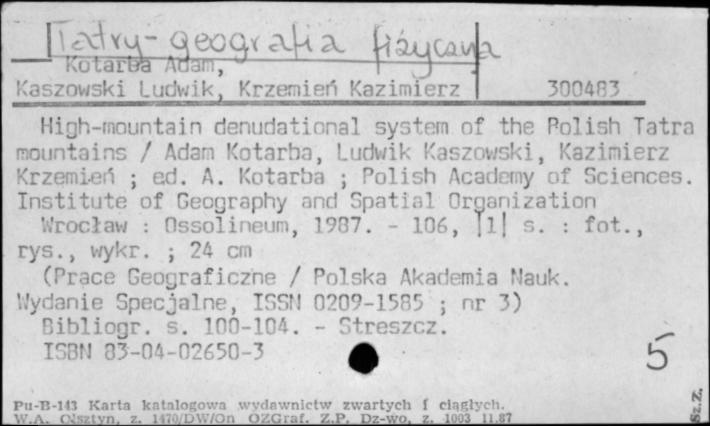 Tatry - geografia fizyczna
Kotarba Adam,
Kaszowski Ludwik, Krzemień Kazimierz 300483
High-mountain denudational system of the Polish Tatra
mountains / Adam Kotarba, Ludwik Kaszowski, Kazimierz
Krzemień ; ed. A. Kotarba ; Polish Academy of Sciences.
Institute of Geography and Spatial Organization
Wrocław : Ossolineum, 1987. - 106, |1| s. : fot.,
rys., wykr. ; 24 cm
(Prace Geograficzne / Polska Akademia Nauk.
Wydanie Specjalne, ISSN 0209-1585 ; nr 3)
Bibliogr. s. 100-104. - Streszcz.
ISBN 83-04-02650-3
5
Pu-B-143 Karta katalogowa wydawnictw zwartych i ciągłych.
W.A. Olsztyn, z. 1470/DW/On OZGraf. Z.P. Dz-wo, z. 1003 11.87
Sz.Z.